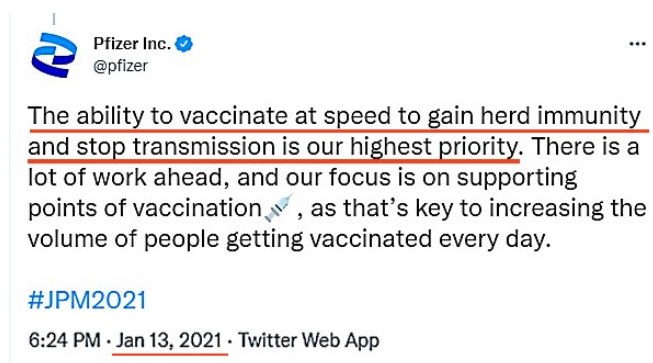 Pfizer Inc.
@pfizer
The ability to vaccinate at speed to gain herd immunity
and stop transmission is our highest priority. There is a
lot of work ahead, and our focus is on supporting
points of vaccination💉, as that’s key to increasing the
volume of people getting vaccinated every day.
#JPM2021
6:24 PM · Jan 13, 2021 · Twitter Web App